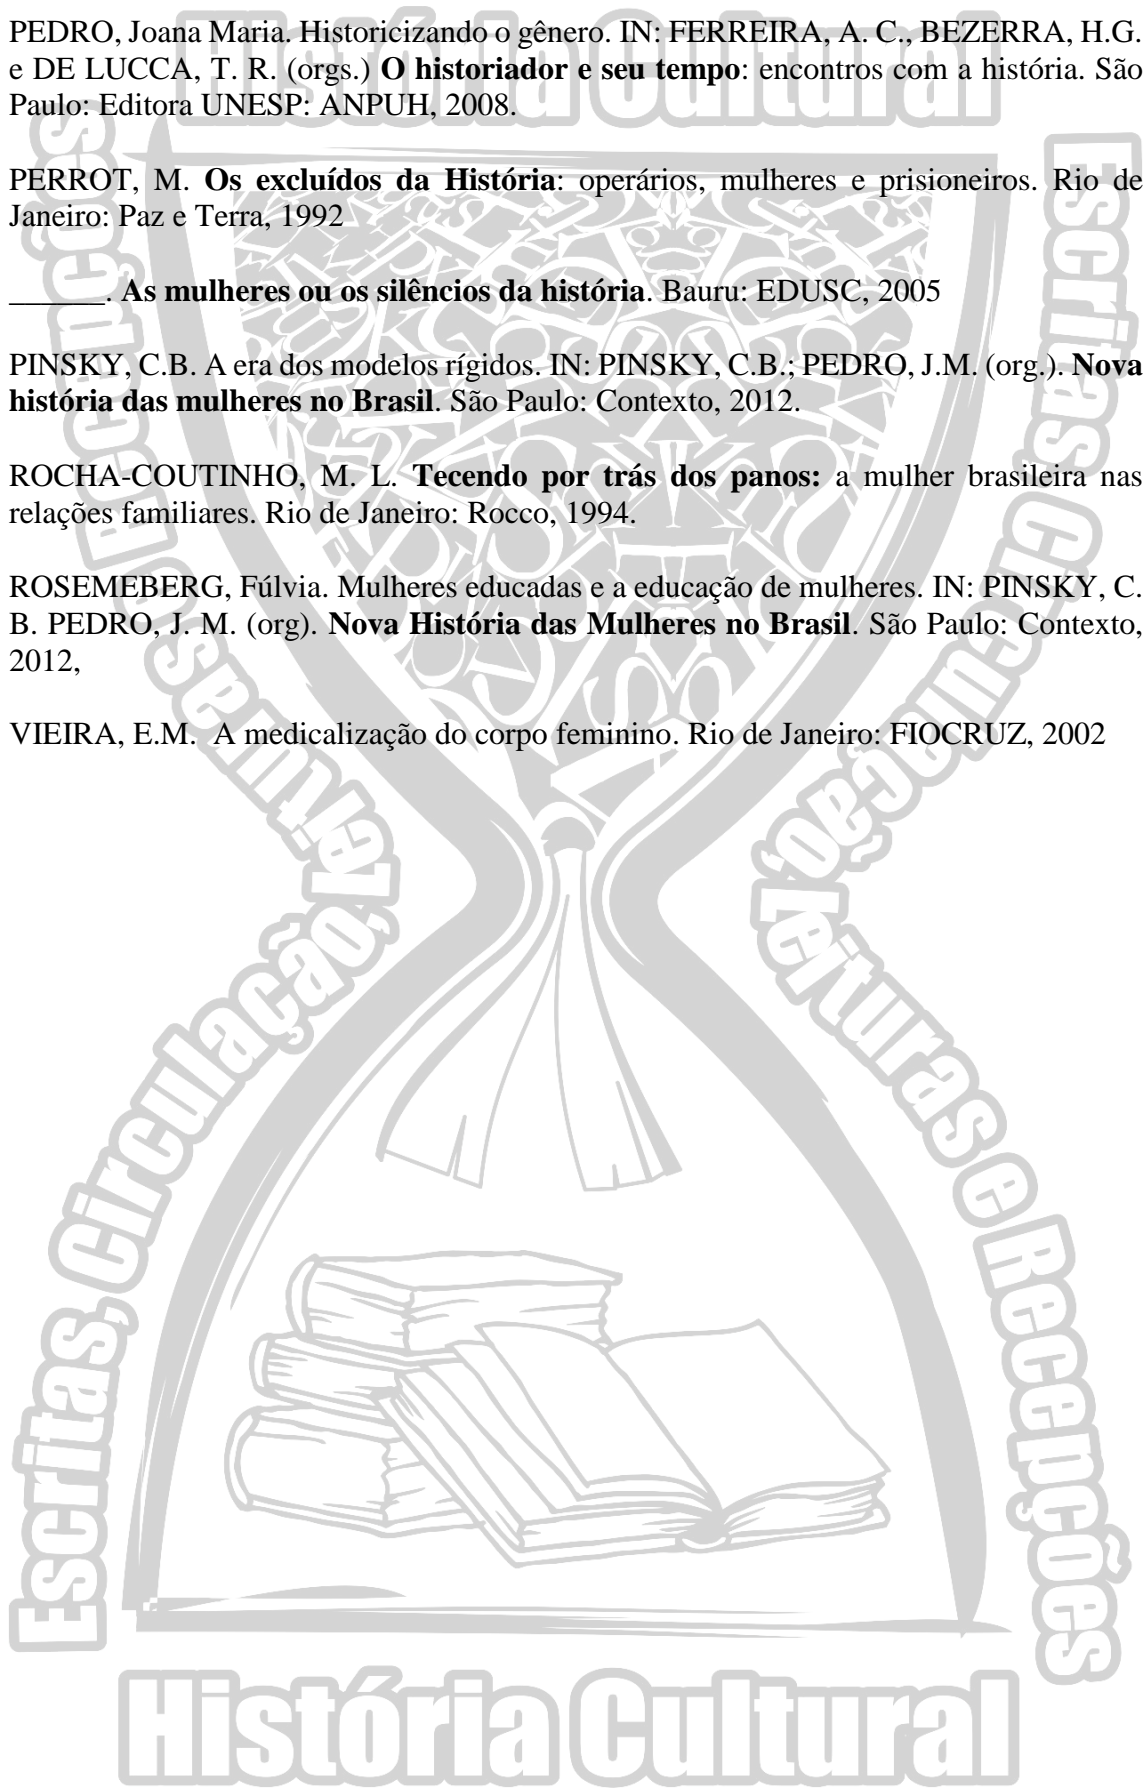 História Cultural
PEDRO, Joana Maria. Historicizando o gênero. IN: FERREIRA, A. C., BEZERRA, H.G.
e DE LUCCA, T. R. (orgs.) O historiador e seu tempo: encontros com a história. São
Paulo: Editora UNESP: ANPUH, 2008.
PERROT, M. Os excluídos da História: operários, mulheres e prisioneiros. Rio de
Janeiro: Paz e Terra, 1992
______. As mulheres ou os silêncios da história. Bauru: EDUSC, 2005
PINSKY, C.B. A era dos modelos rígidos. IN: PINSKY, C.B.; PEDRO, J.M. (org.). Nova
história das mulheres no Brasil. São Paulo: Contexto, 2012.
ROCHA-COUTINHO, M. L. Tecendo por trás dos panos: a mulher brasileira nas
relações familiares. Rio de Janeiro: Rocco, 1994.
ROSEMEBERG, Fúlvia. Mulheres educadas e a educação de mulheres. IN: PINSKY, C.
B. PEDRO, J. M. (org). Nova História das Mulheres no Brasil. São Paulo: Contexto,
2012,
VIEIRA, E.M. A medicalização do corpo feminino. Rio de Janeiro: FIOCRUZ, 2002
Escritas, Circulação, Leituras e Recepções
Escritas, Circulação, Leituras e Recepções
História Cultural